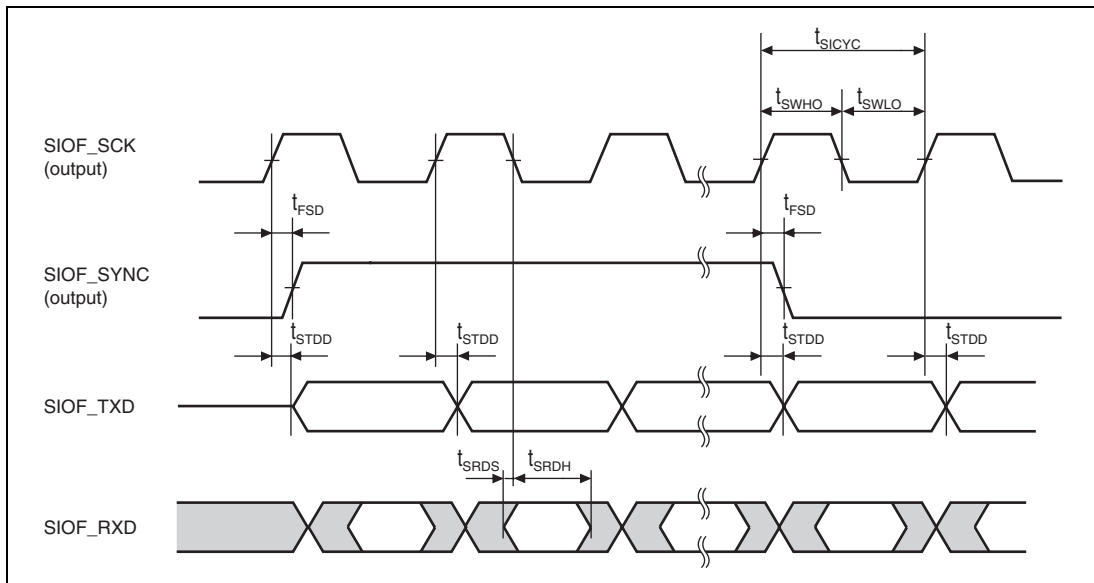 tSICYC
tSWHO tSWLO
SIOF_SCK
(output)
tFSD tFSD
SIOF_SYNC
(output)
tSTDD tSTDD tSTDD tSTDD
SIOF_TXD
tSRDS tSRDH
SIOF_RXD